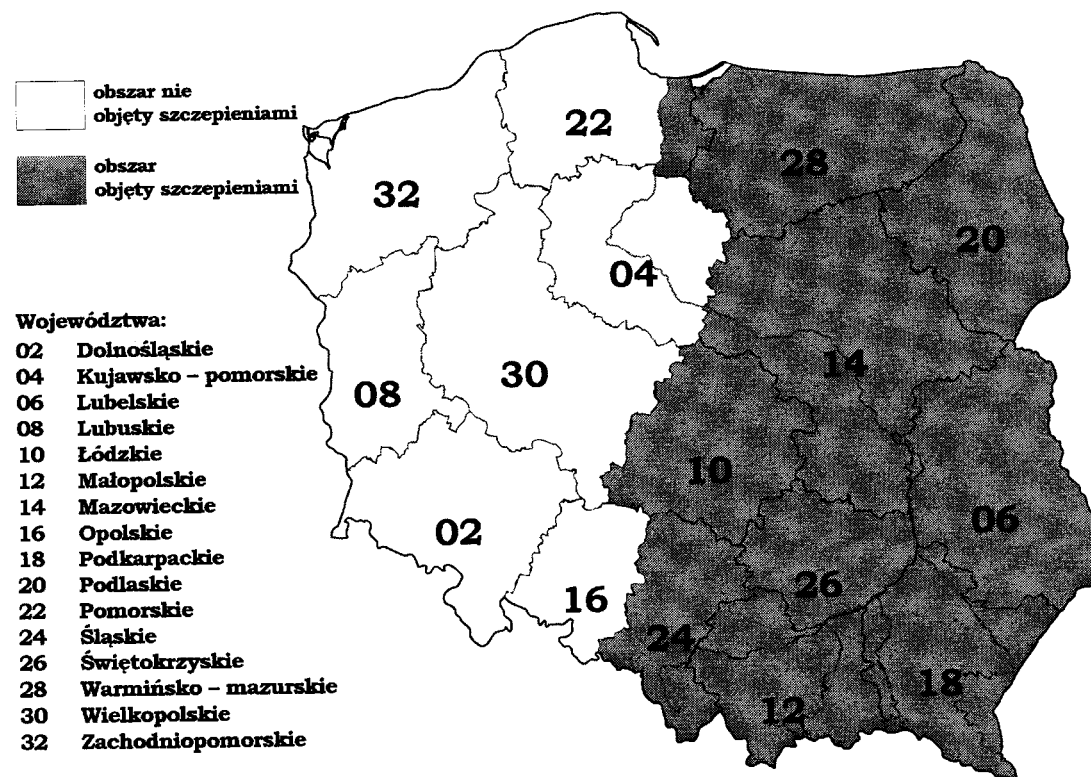 obszar nie
objęty szczepieniami
obszar
objęty szczepieniami
Województwa:
02 Dolnośląskie
04 Kujawsko – pomorskie
06 Lubelskie
08 Lubuskie
10 Łódzkie
12 Małopolskie
14 Mazowieckie
16 Opolskie
18 Podkarpackie
20 Podlaskie
22 Pomorskie
24 Śląskie
26 Świętokrzyskie
28 Warmińsko – mazurskie
30 Wielkopolskie
32 Zachodniopomorskie
22
28
32
20
04
14
30
08
10
06
02
26
16
24
18
12